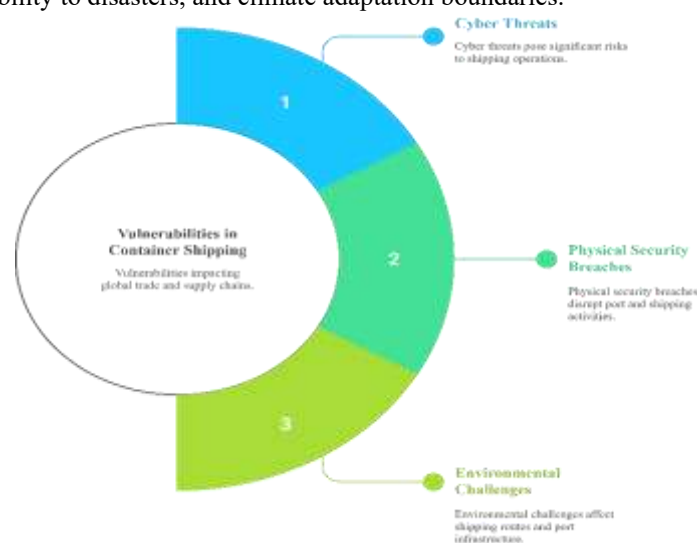 bility to disasters, and climate adaptation boundaries.
Cyber Threats
Cyber threats pose significant risks
to shipping operations.
1
Vulnerabilities in
Container Shipping
Vulnerabilities impacting
global trade and supply chains.
2
Physical Security
Breaches
Physical security breaches
disrupt port and shipping
activities.
3
Environmental
Challenges
Environmental challenges affect
shipping routes and port
infrastructure.